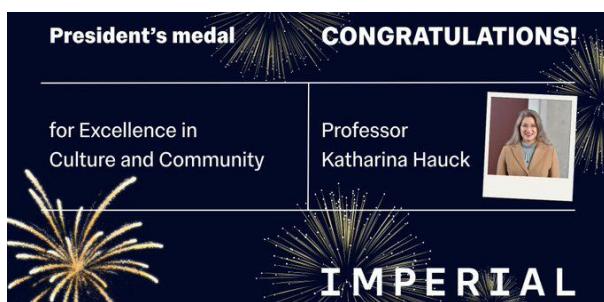 President's medal
CONGRATULATIONS!
for Excellence in
Culture and Community
Professor
Katharina Hauck
IMPERIAL